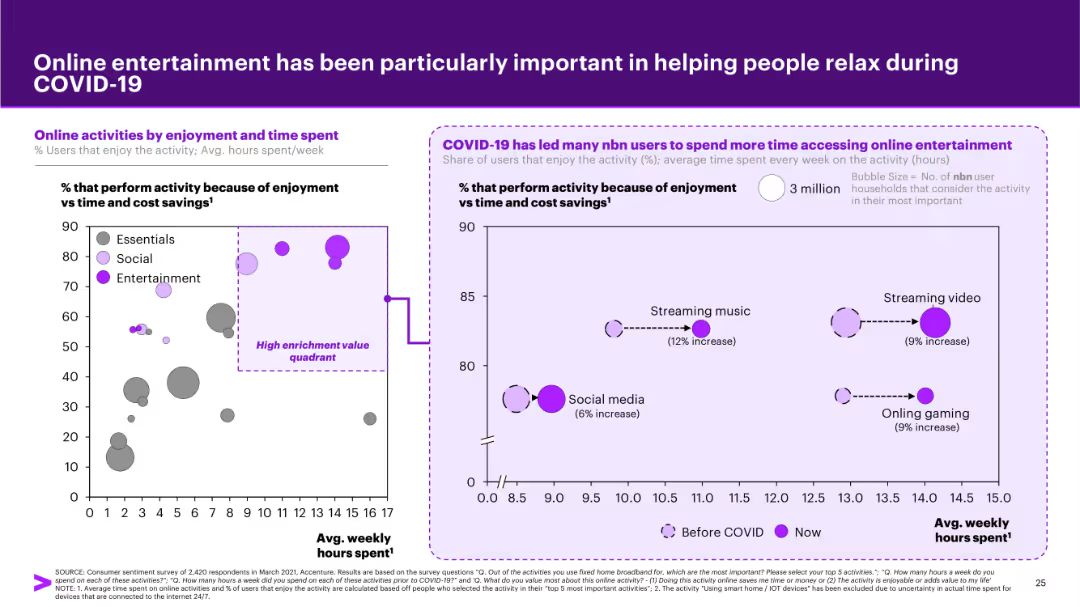 Online entertainment has been particularly important in helping people relax during
COVID-19
Online activities by enjoyment and time spent
% Users that enjoy the activity; Avg. hours spent/week
% that perform activity because of enjoyment
vs time and cost savings¹
90
80
70
60
50
40
30
20
10
0
Essentials
Social
Entertainment
High enrichment value
quadrant
0 1 2 3 4 5 6 7 8 9 10 11 12 13 14 15 16 17
Avg. weekly
hours spent¹
COVID-19 has led many nbn users to spend more time accessing online entertainment
Share of users that enjoy the activity (%); average time spent every week on the activity (hours)
% that perform activity because of enjoyment
vs time and cost savings¹
3 million
Bubble Size = No. of nbn user
households that consider the activity
in their most important
90
85
80
0
Streaming music
(12% increase)
Streaming video
(9% increase)
Social media
(6% increase)
Onling gaming
(9% increase)
0.0 8.5 9.0 9.5 10.0 10.5 11.0 11.5 12.0 12.5 13.0 13.5 14.0 14.5 15.0
Before COVID
Now
Avg. weekly
hours spent¹
SOURCE: Consumer sentiment survey of 2,420 respondents in March 2021, Accenture. Results are based on the survey questions "Q. Out of the activities you use fixed home broadband for, which are the most important? Please select your top 5 activities."; "Q. How many hours a week do you
spend on each of these activities?"; "Q. How many hours a week did you spend on each of these activities prior to COVID-19?" and 'Q. What do you value most about this online activity? - (1) Doing this activity online saves me time or money or (2) The activity is enjoyable or adds value to my life'
NOTE: 1. Average time spent on online activities and % of users that enjoy the activity are calculated based off people who selected the activity in their "top 5 most important activities"; 2. The activity "Using smart home / IOT devices" has been excluded due to uncertainty in actual time spent for
devices that are connected to the internet 24/7.
25